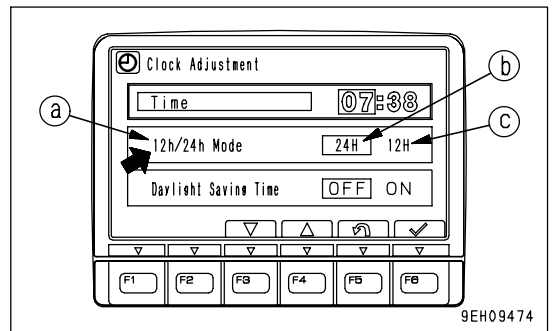 Clock Adjustment
Time 07:38
a b c
12h/24h Mode 24H 12H
Daylight Saving Time OFF ON
F1 F2 F3 F4 F5 F6
9EH09474